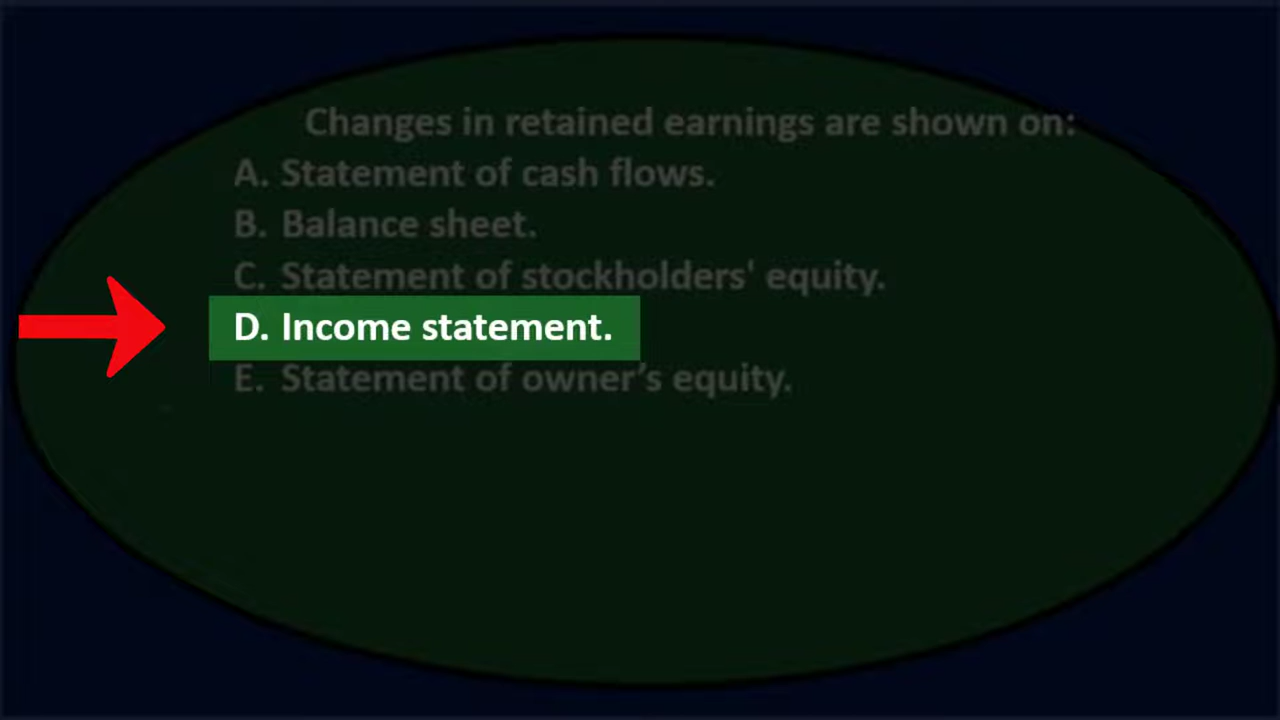 Changes in retained earnings are shown on:
A. Statement of cash flows.
B. Balance sheet.
C. Statement of stockholders' equity.
D. Income statement.
E. Statement of owner’s equity.